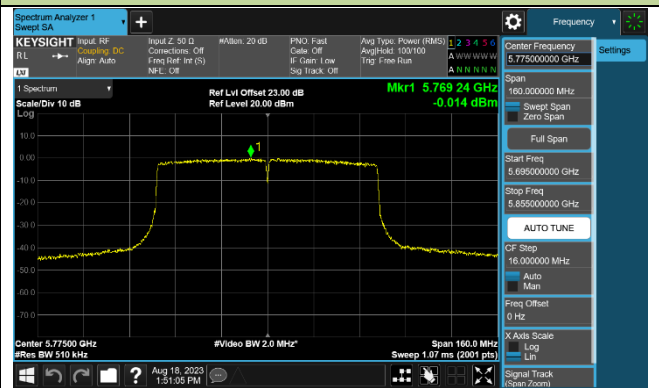 Spectrum Analyzer 1
Swept SA
Frequency
KEYSIGHT
RL
LXI
Input: RF
Coupling: DC
Align: Auto
Input Z: 50 Ω
Corrections: Off
Freq Ref: Int (S)
NFE: Off
#Atten: 20 dB
PNO: Fast
Gate: Off
IF Gain: Low
Sig Track: Off
Avg Type: Power (RMS)
Avg|Hold: 100/100
Trig: Free Run
1 2 3 4 5 6
A W W W W W
A N N N N N
1 Spectrum
Scale/Div 10 dB
Log
Ref Lvl Offset 23.00 dB
Ref Level 20.00 dBm
Mkr1 5.769 24 GHz
-0.014 dBm
1
10.0
0.00
-10.0
-20.0
-30.0
-40.0
-50.0
-60.0
-70.0
Center 5.77500 GHz
#Res BW 510 kHz
#Video BW 2.0 MHz*
Span 160.0 MHz
Sweep 1.07 ms (2001 pts)
Aug 18, 2023
1:51:05 PM
Center Frequency
5.775000000 GHz
Span
160.000000 MHz
Swept Span
Zero Span
Full Span
Start Freq
5.695000000 GHz
Stop Freq
5.855000000 GHz
AUTO TUNE
CF Step
16.000000 MHz
Auto
Man
Freq Offset
0 Hz
X Axis Scale
Log
Lin
Signal Track
(Span Zoom)
Settings